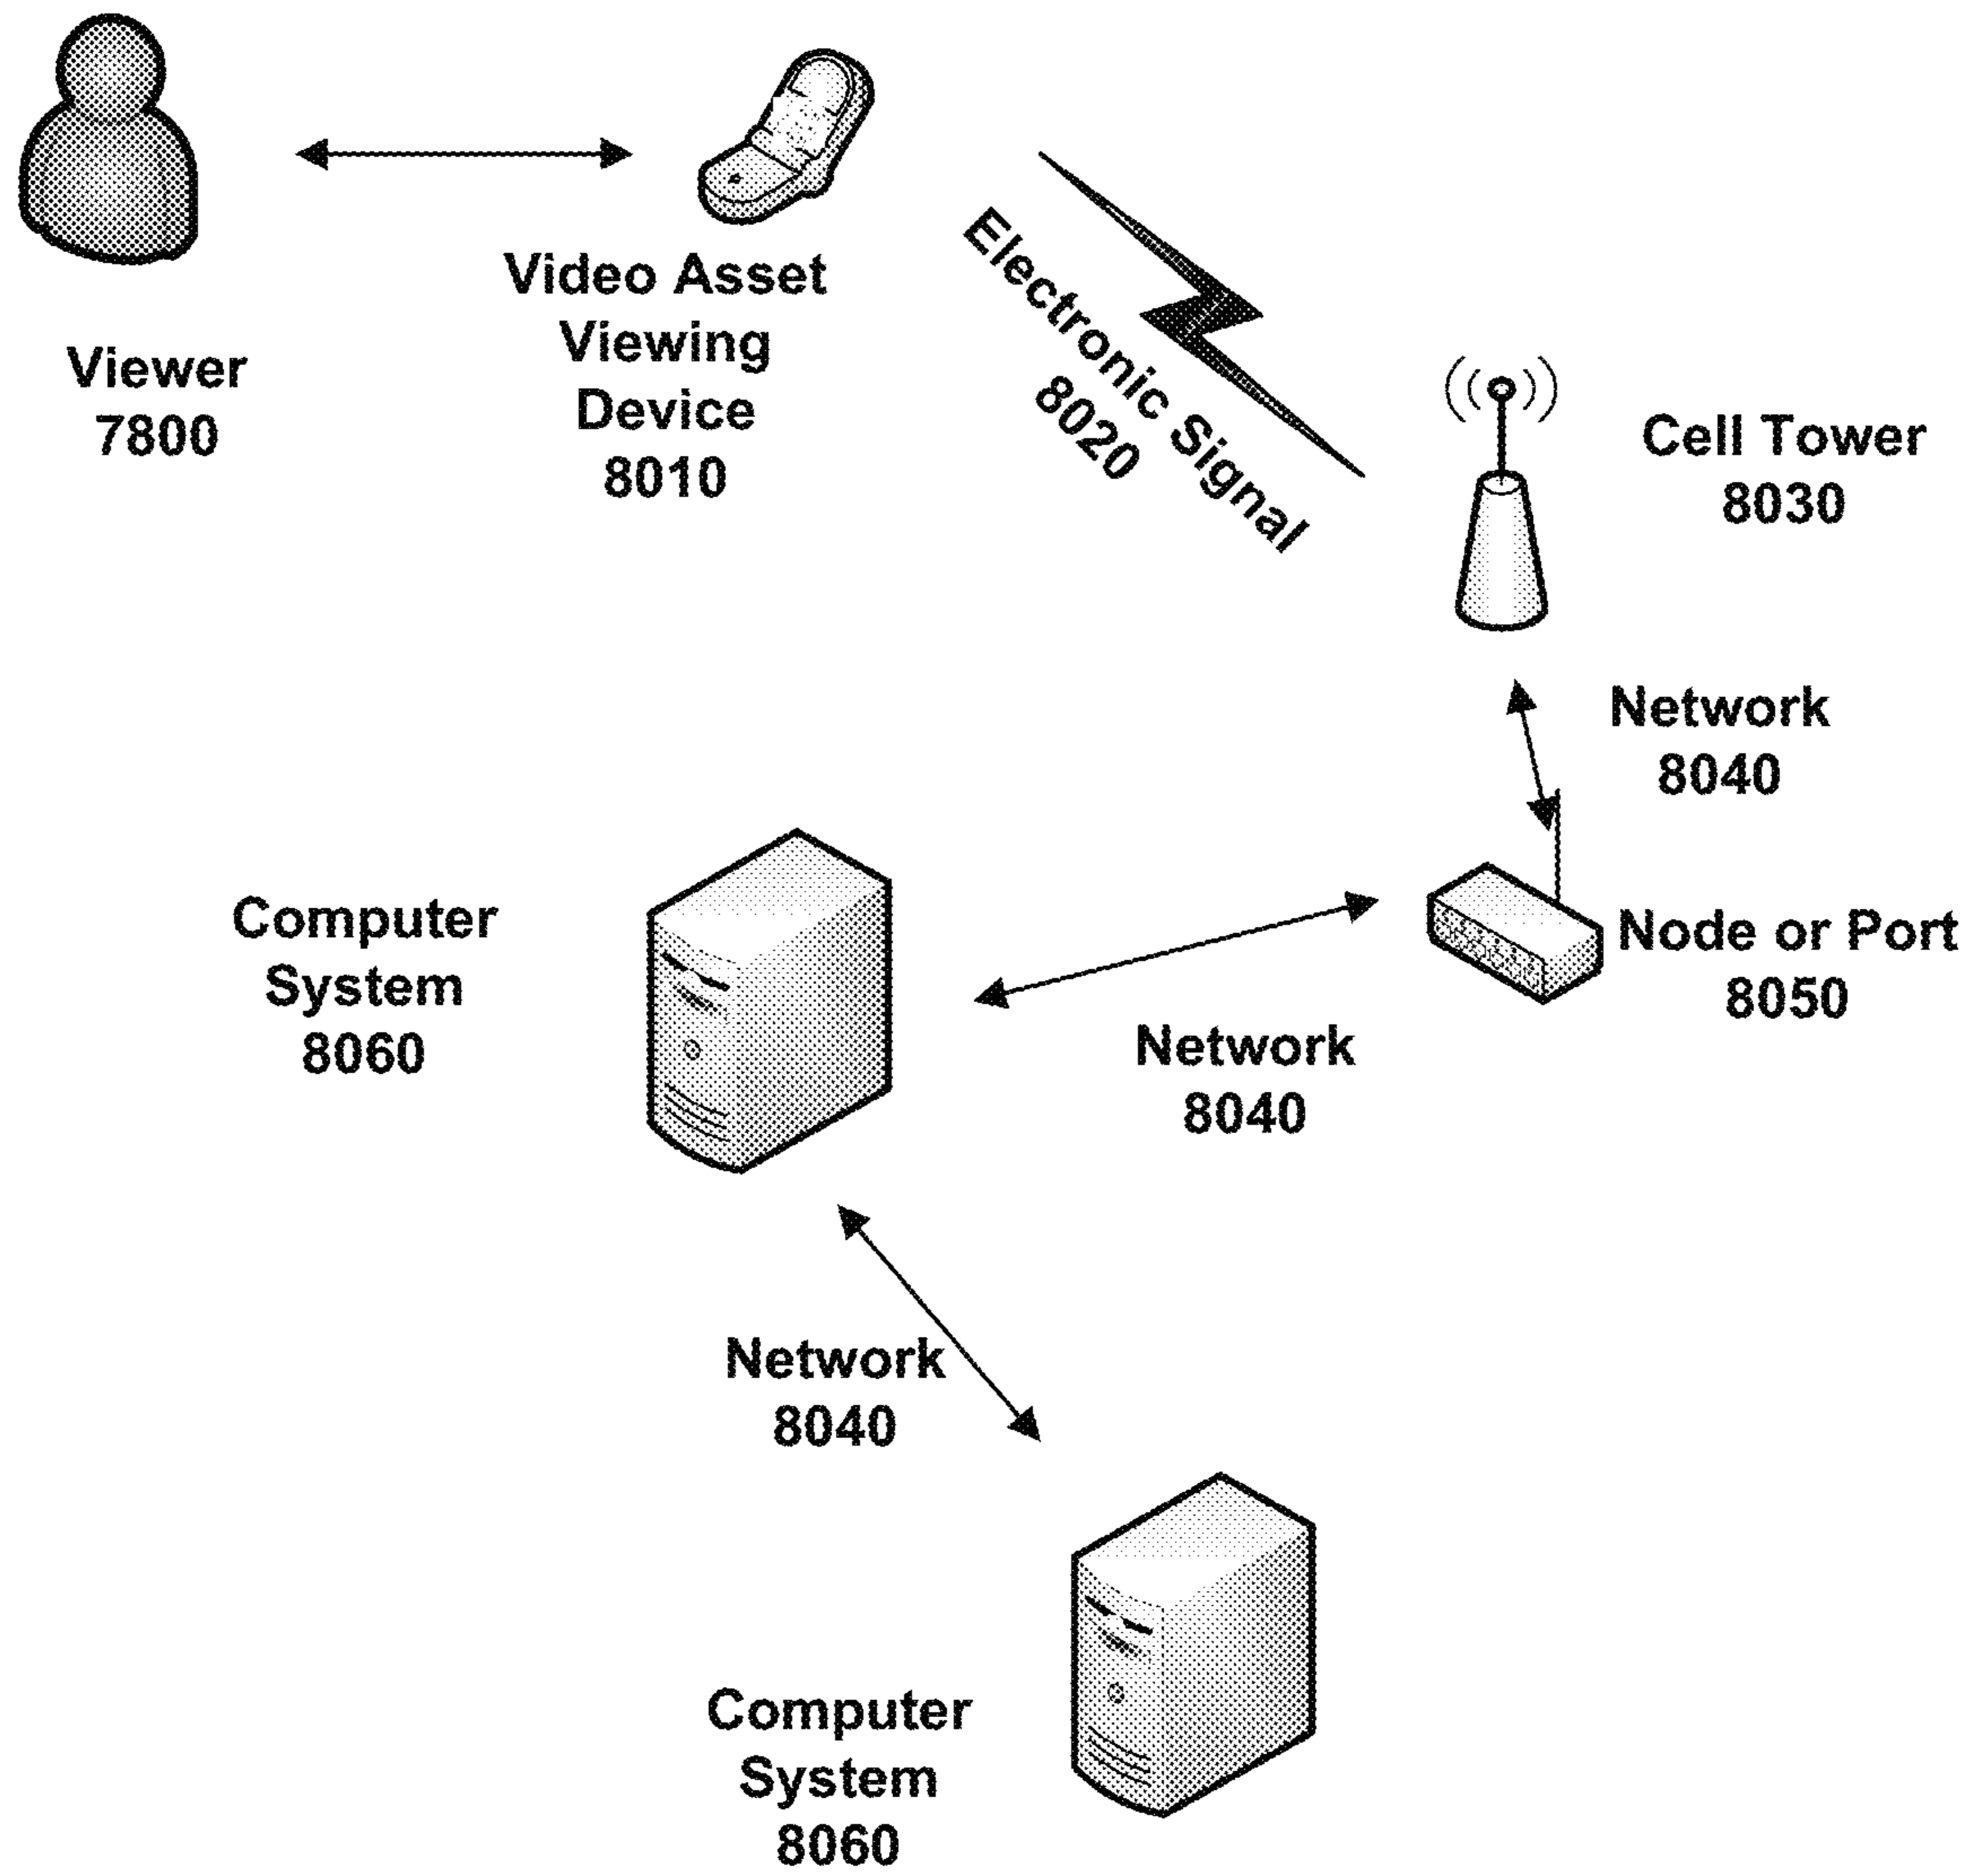 Viewer
7800
Video Asset
Viewing
Device
8010
Electronic Signal
8020
Cell Tower
8030
Network
8040
Node or Port
8050
Computer
System
8060
Network
8040
Network
8040
Computer
System
8060